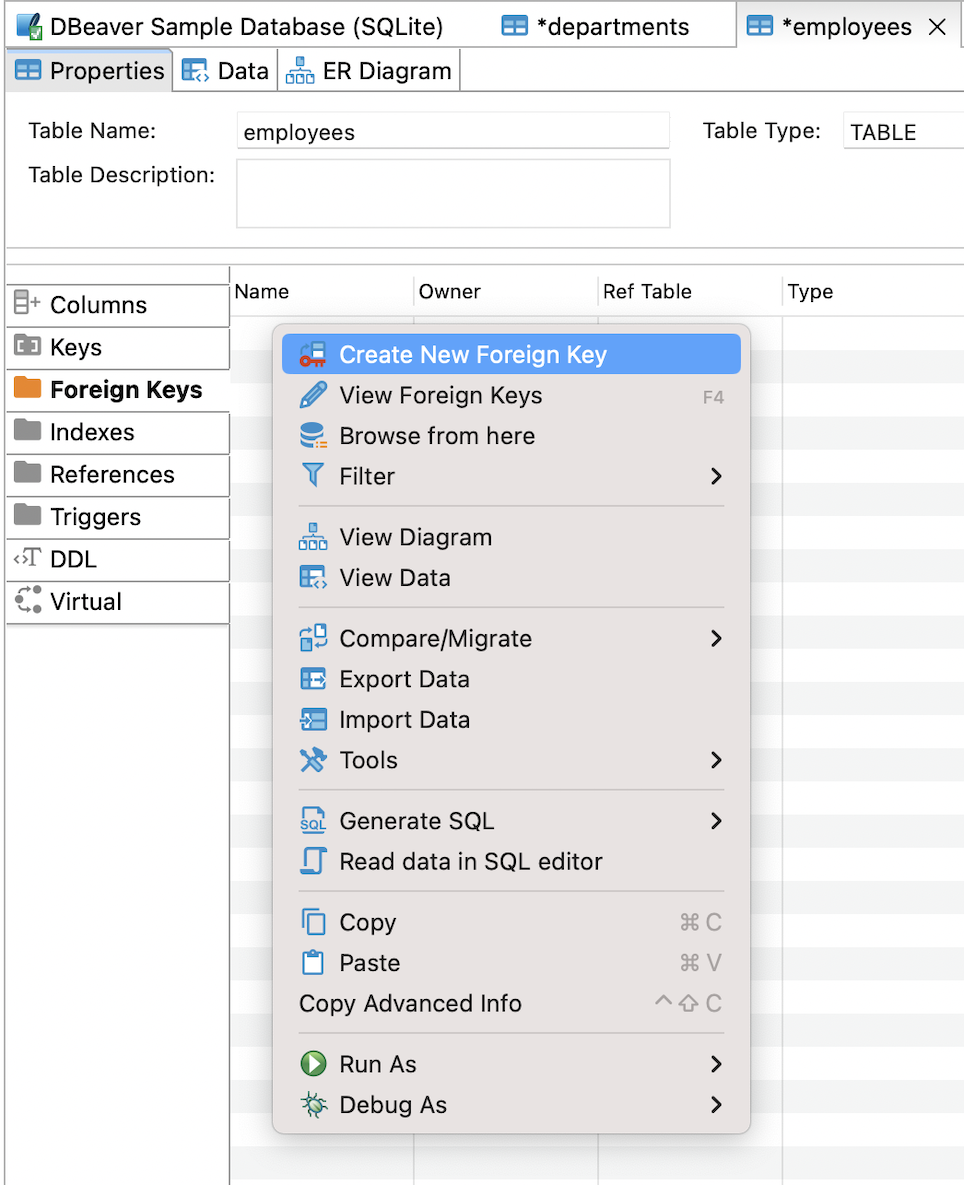 DBeaver Sample Database (SQLite) *departments *employees
Properties Data ER Diagram
Table Name: employees Table Type: TABLE
Table Description:
Name Owner Ref Table Type
Columns
Keys
Foreign Keys
Indexes
References
Triggers
DDL
Virtual
Create New Foreign Key
View Foreign Keys F4
Browse from here
Filter
View Diagram
View Data
Compare/Migrate
Export Data
Import Data
Tools
Generate SQL
Read data in SQL editor
Copy ⌘ C
Paste ⌘ V
Copy Advanced Info ^ ⇧ C
Run As
Debug As